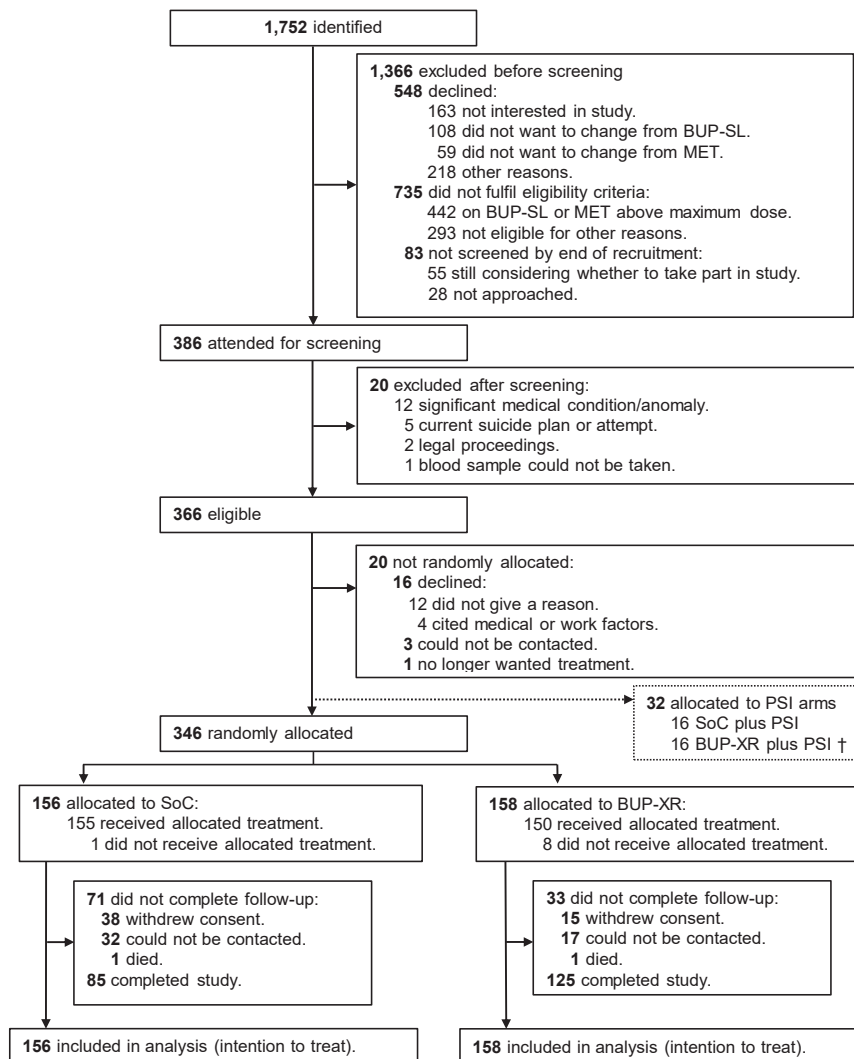 1,752 identified
1,366 excluded before screening
548 declined:
163 not interested in study.
108 did not want to change from BUP-SL.
59 did not want to change from MET.
218 other reasons.
735 did not fulfil eligibility criteria:
442 on BUP-SL or MET above maximum dose.
293 not eligible for other reasons.
83 not screened by end of recruitment:
55 still considering whether to take part in study.
28 not approached.
386 attended for screening
20 excluded after screening:
12 significant medical condition/anomaly.
5 current suicide plan or attempt.
2 legal proceedings.
1 blood sample could not be taken.
366 eligible
20 not randomly allocated:
16 declined:
12 did not give a reason.
4 cited medical or work factors.
3 could not be contacted.
1 no longer wanted treatment.
32 allocated to PSI arms
16 SoC plus PSI
16 BUP-XR plus PSI †
346 randomly allocated
156 allocated to SoC:
155 received allocated treatment.
1 did not receive allocated treatment.
158 allocated to BUP-XR:
150 received allocated treatment.
8 did not receive allocated treatment.
71 did not complete follow-up:
38 withdrew consent.
32 could not be contacted.
1 died.
85 completed study.
33 did not complete follow-up:
15 withdrew consent.
17 could not be contacted.
1 died.
125 completed study.
156 included in analysis (intention to treat).
158 included in analysis (intention to treat).